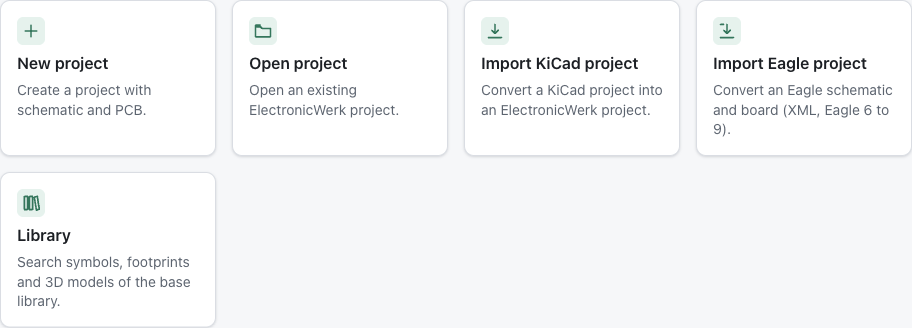 New project
Create a project with
schematic and PCB.
Open project
Open an existing
ElectronicWerk project.
Import KiCad project
Convert a KiCad project into
an ElectronicWerk project.
Import Eagle project
Convert an Eagle schematic
and board (XML, Eagle 6 to
9).
Library
Search symbols, footprints
and 3D models of the base
library.